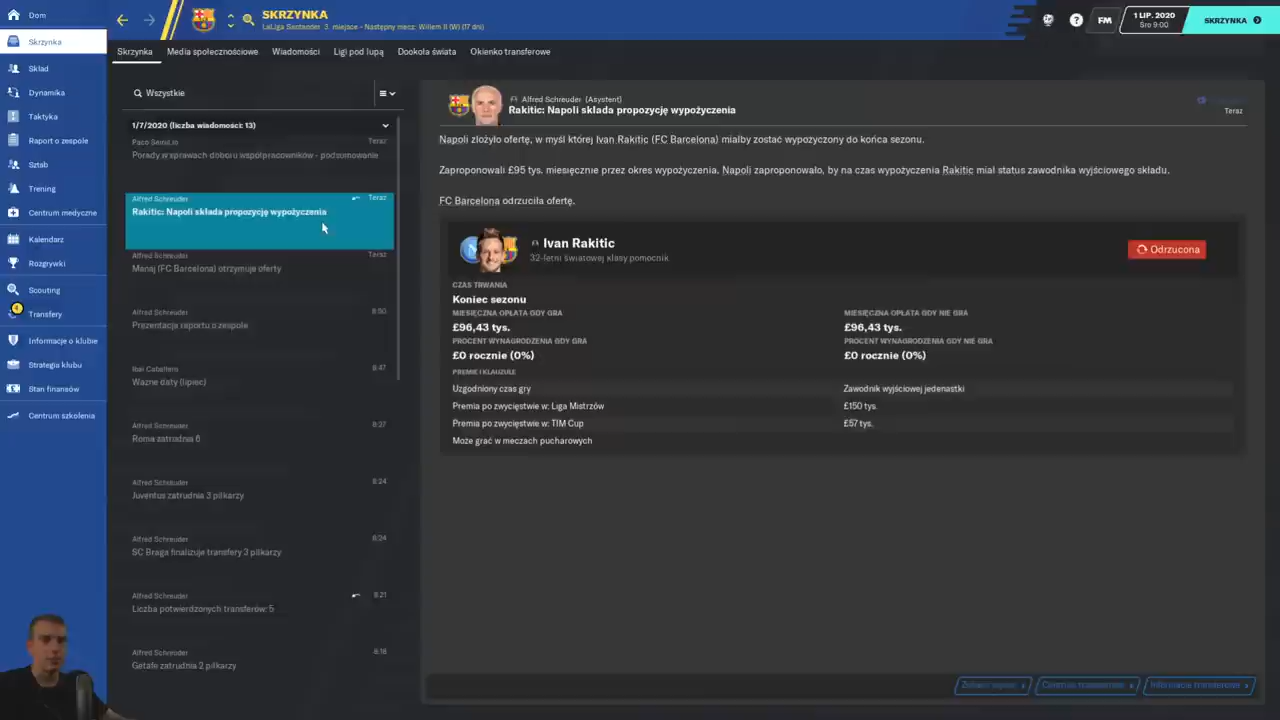 Dom
Skrzynka
Skład
Dynamika
Taktyka
Raport o zespole
Sztab
Trening
Centrum medyczne
Kalendarz
Rozgrywki
Scouting
Transfery
Informacje o klubie
Strategia klubu
Stan finansów
Centrum szkolenia
SKRZYNKA
LaLiga Santander 3. miejsce - Następny mecz: Willem II (W) (17 dni)
FM
1 LIP. 2020
Śro 9:00
SKRZYNKA
Skrzynka Media społecznościowe Wiadomości Ligi pod lupą Dookoła świata Okienko transferowe
Wszystkie
1/7/2020 (liczba wiadomości: 13)
Teraz
Porady w sprawach doboru współpracowników - podsumowanie
Alfred Schreuder Teraz
Rakitic: Napoli składa propozycję wypożyczenia
Alfred Schreuder Teraz
Manaj (FC Barcelona) otrzymuje oferty
Alfred Schreuder 8:50
Prezentacja raportu o zespole
Caballero 8:47
Ważne daty (lipiec)
Alfred Schreuder 8:27
Roma zatrudnia 6
Alfred Schreuder 8:24
Juventus zatrudnia 3 piłkarzy
Alfred Schreuder 8:24
SC Braga finalizuje transfery 3 piłkarzy
Alfred Schreuder 8:21
Liczba potwierdzonych transferów: 5
Alfred Schreuder 8:18
Getafe zatrudnia 2 piłkarzy
Alfred Schreuder (Asystent)
Rakitic: Napoli składa propozycję wypożyczenia
Teraz
Napoli złożyło ofertę, w myśl której Ivan Rakitic (FC Barcelona) miałby zostać wypożyczony do końca sezonu.
Zaproponowali £95 tys. miesięcznie przez okres wypożyczenia. Napoli zaproponowało, by na czas wypożyczenia Rakitic miał status zawodnika wyjściowego składu.
FC Barcelona odrzuciła ofertę.
Ivan Rakitic
32-letni światowej klasy pomocnik
Odrzucona
CZAS TRWANIA
Koniec sezonu
MIESIĘCZNA OPŁATA GDY GRA MIESIĘCZNA OPŁATA GDY NIE GRA
£96,43 tys. £96,43 tys.
PROCENT WYNAGRODZENIA GDY GRA PROCENT WYNAGRODZENIA GDY NIE GRA
£0 rocznie (0%) £0 rocznie (0%)
PREMIE I KLAUZULE
Uzgodniony czas gry Zawodnik wyjściowej jedenastki
Premia po zwycięstwie w: Liga Mistrzów £150 tys.
Premia po zwycięstwie w: TIM Cup £57 tys.
Może grać w meczach pucharowych
Centrum transferowe Informacje transferowe